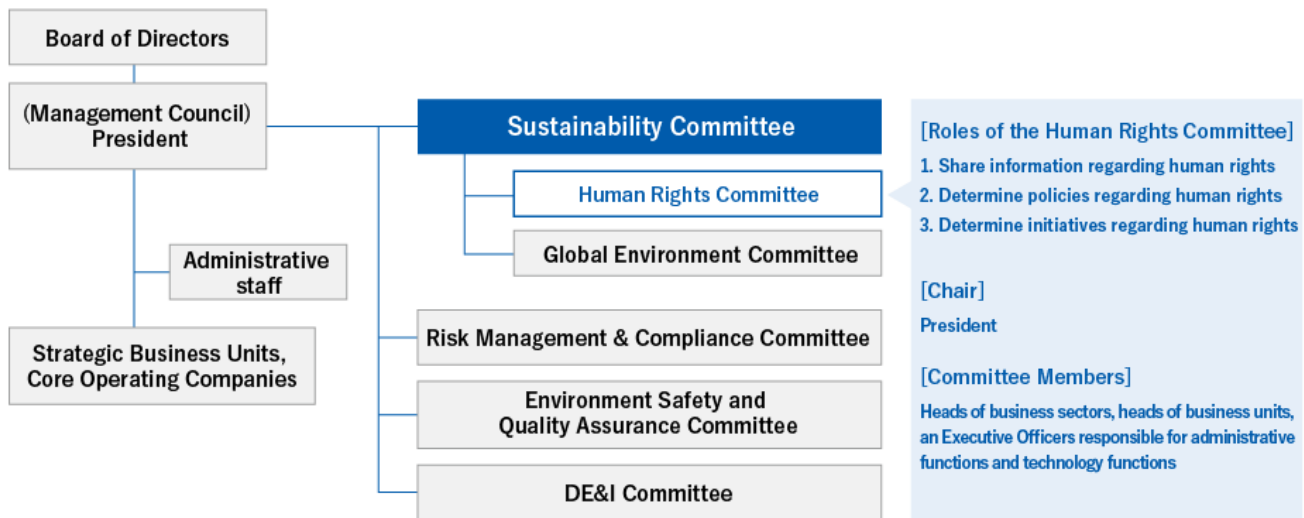 Board of Directors
(Management Council)
President
Administrative
staff
Strategic Business Units,
Core Operating Companies
Sustainability Committee
Human Rights Committee
Global Environment Committee
Risk Management & Compliance Committee
Environment Safety and
Quality Assurance Committee
DE&I Committee
[Roles of the Human Rights Committee]
1. Share information regarding human rights
2. Determine policies regarding human rights
3. Determine initiatives regarding human rights
[Chair]
President
[Committee Members]
Heads of business sectors, heads of business units,
an Executive Officers responsible for administrative
functions and technology functions